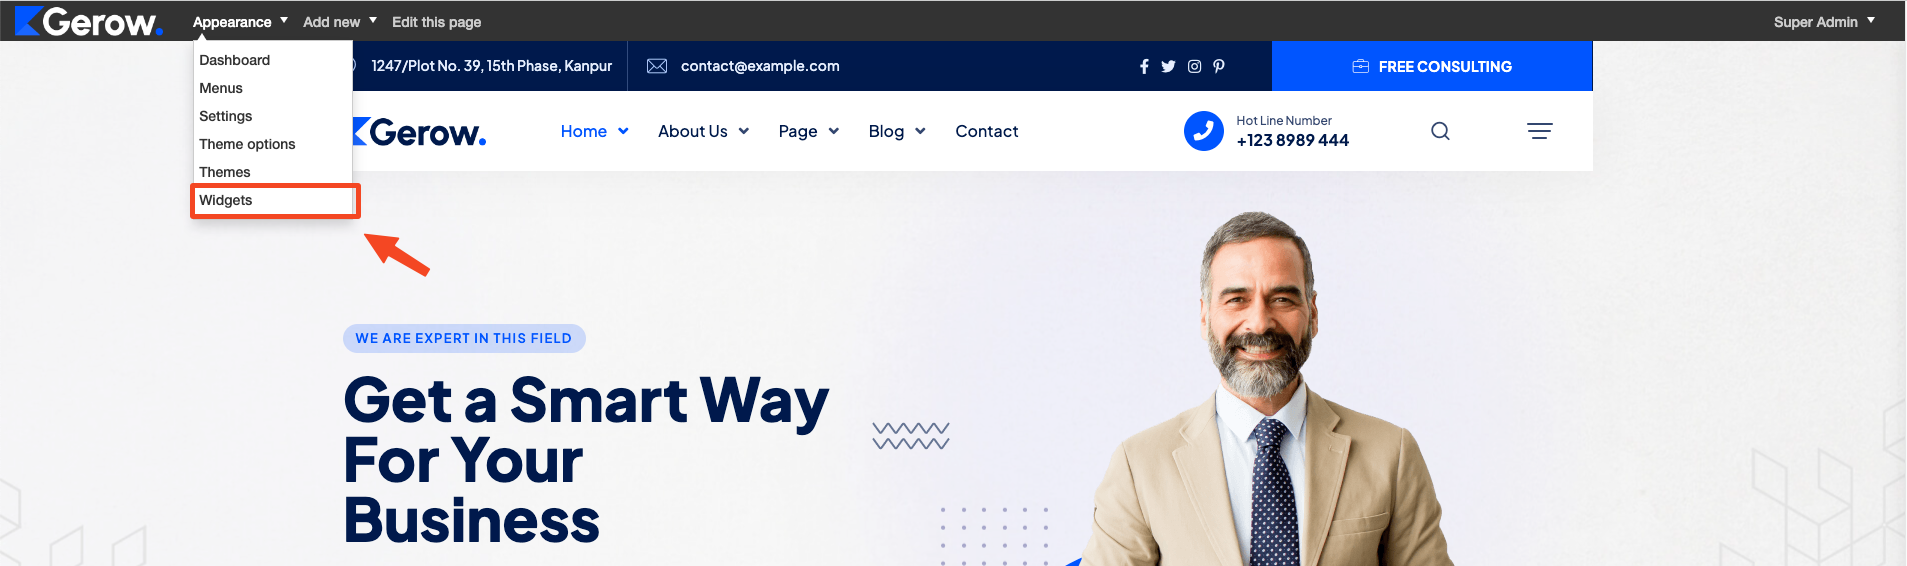 Gerow.
Appearance
Add new
Edit this page
Super Admin
Dashboard
Menus
Settings
Theme options
Themes
Widgets
1247/Plot No. 39, 15th Phase, Kanpur
contact@example.com
FREE CONSULTING
Gerow.
Home
About Us
Page
Blog
Contact
Hot Line Number
+123 8989 444
WE ARE EXPERT IN THIS FIELD
Get a Smart Way
For Your
Business